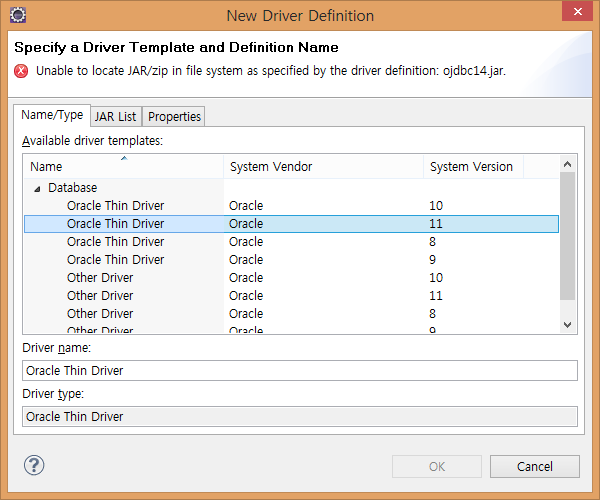 New Driver Definition
Specify a Driver Template and Definition Name
Unable to locate JAR/zip in file system as specified by the driver definition: ojdbc14.jar.
Name/Type JAR List Properties
Available driver templates:
Name System Vendor System Version
Database
Oracle Thin Driver Oracle 10
Oracle Thin Driver Oracle 11
Oracle Thin Driver Oracle 8
Oracle Thin Driver Oracle 9
Other Driver Oracle 10
Other Driver Oracle 11
Other Driver Oracle 8
Other Driver Oracle 9
Driver name:
Oracle Thin Driver
Driver type:
Oracle Thin Driver
? OK Cancel